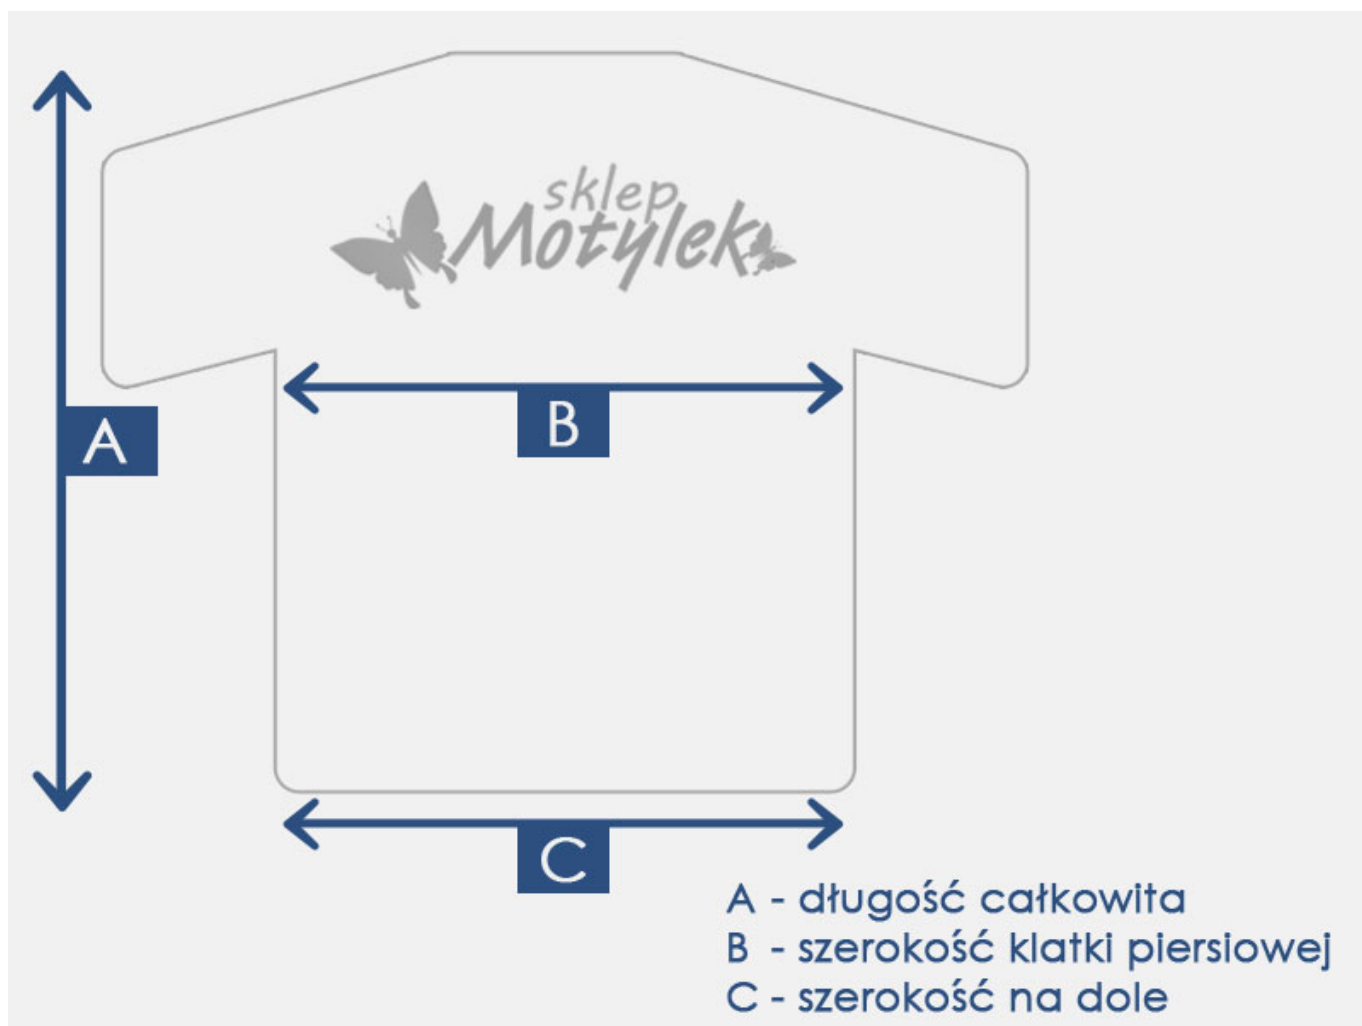 sklep
Motylek
A
B
C
A - długość całkowita
B - szerokość klatki piersiowej
C - szerokość na dole